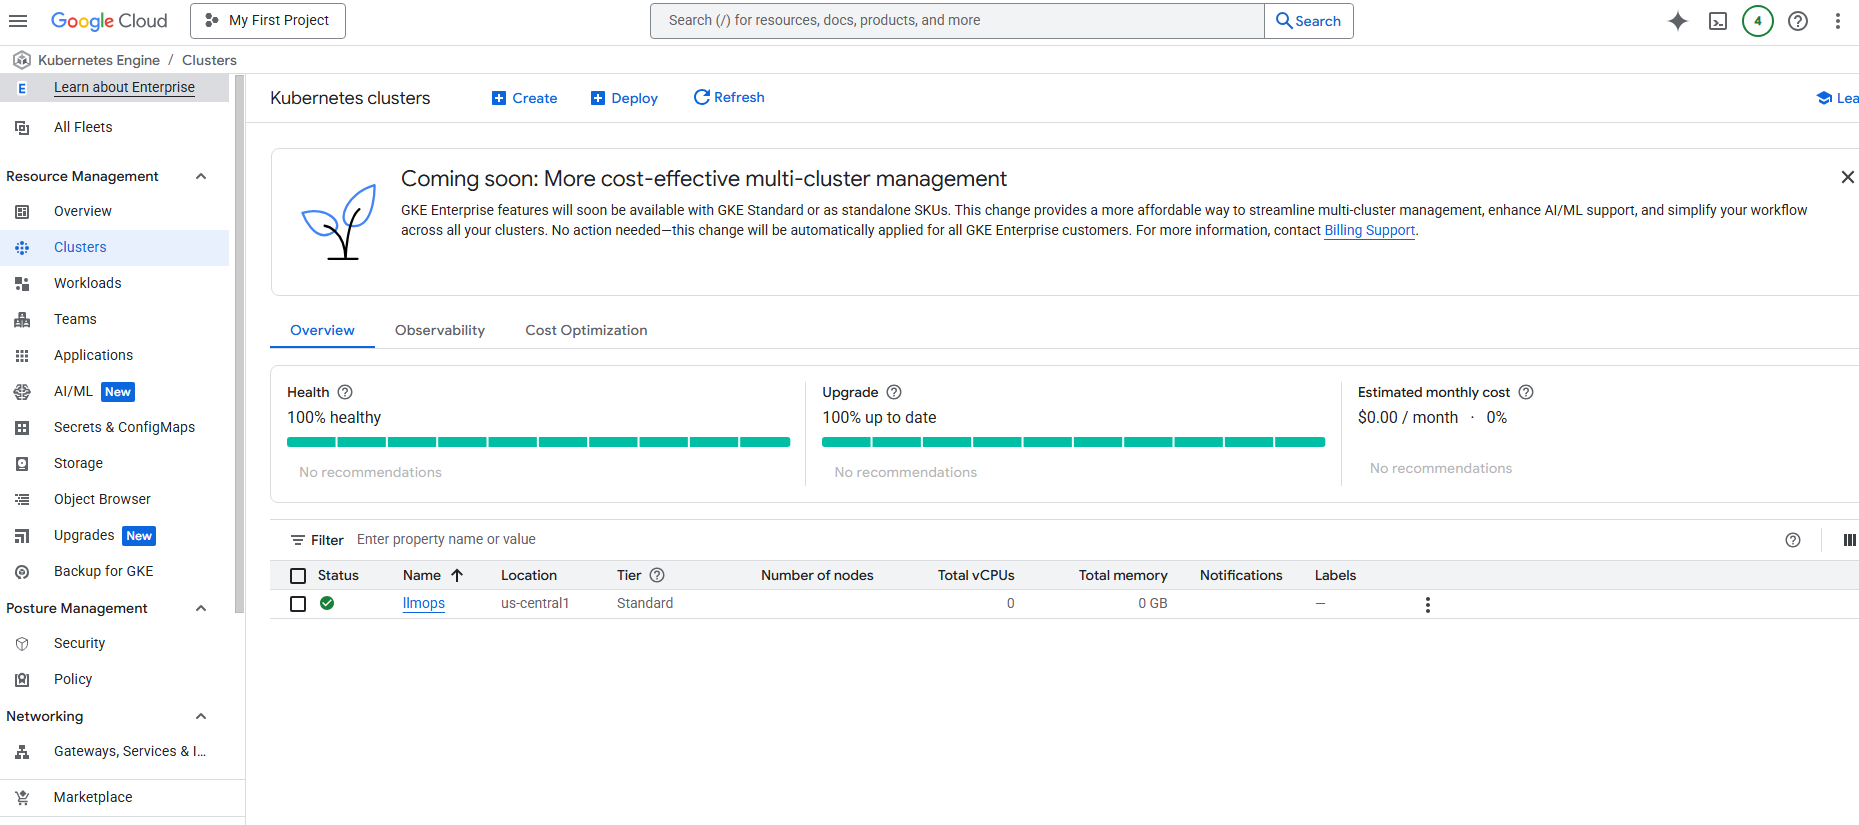 Google Cloud
My First Project
Search (/) for resources, docs, products, and more
Search
4
Kubernetes Engine / Clusters
E Learn about Enterprise
All Fleets
Resource Management
Overview
Clusters
Workloads
Teams
Applications
AI/ML New
Secrets & ConfigMaps
Storage
Object Browser
Upgrades New
Backup for GKE
Posture Management
Security
Policy
Networking
Gateways, Services & I...
Marketplace
Kubernetes clusters
Create
Deploy
Refresh
Lea
Coming soon: More cost-effective multi-cluster management
GKE Enterprise features will soon be available with GKE Standard or as standalone SKUs. This change provides a more affordable way to streamline multi-cluster management, enhance AI/ML support, and simplify your workflow
across all your clusters. No action needed—this change will be automatically applied for all GKE Enterprise customers. For more information, contact Billing Support.
Overview Observability Cost Optimization
Health
100% healthy
No recommendations
Upgrade
100% up to date
No recommendations
Estimated monthly cost
$0.00 / month · 0%
No recommendations
Filter Enter property name or value
Status Name Location Tier Number of nodes Total vCPUs Total memory Notifications Labels
llmops us-central1 Standard 0 0 GB —